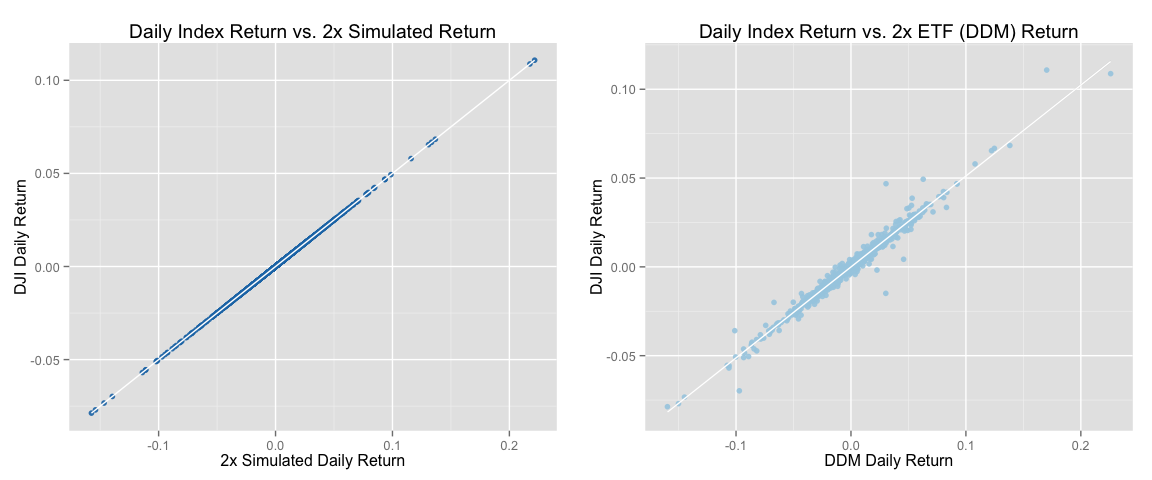 Daily Index Return vs. 2x Simulated Return
DJI Daily Return
0.10
0.05
0.00
-0.05
-0.1 0.0 0.1 0.2
2x Simulated Daily Return
Daily Index Return vs. 2x ETF (DDM) Return
DJI Daily Return
0.10
0.05
0.00
-0.05
-0.1 0.0 0.1 0.2
DDM Daily Return